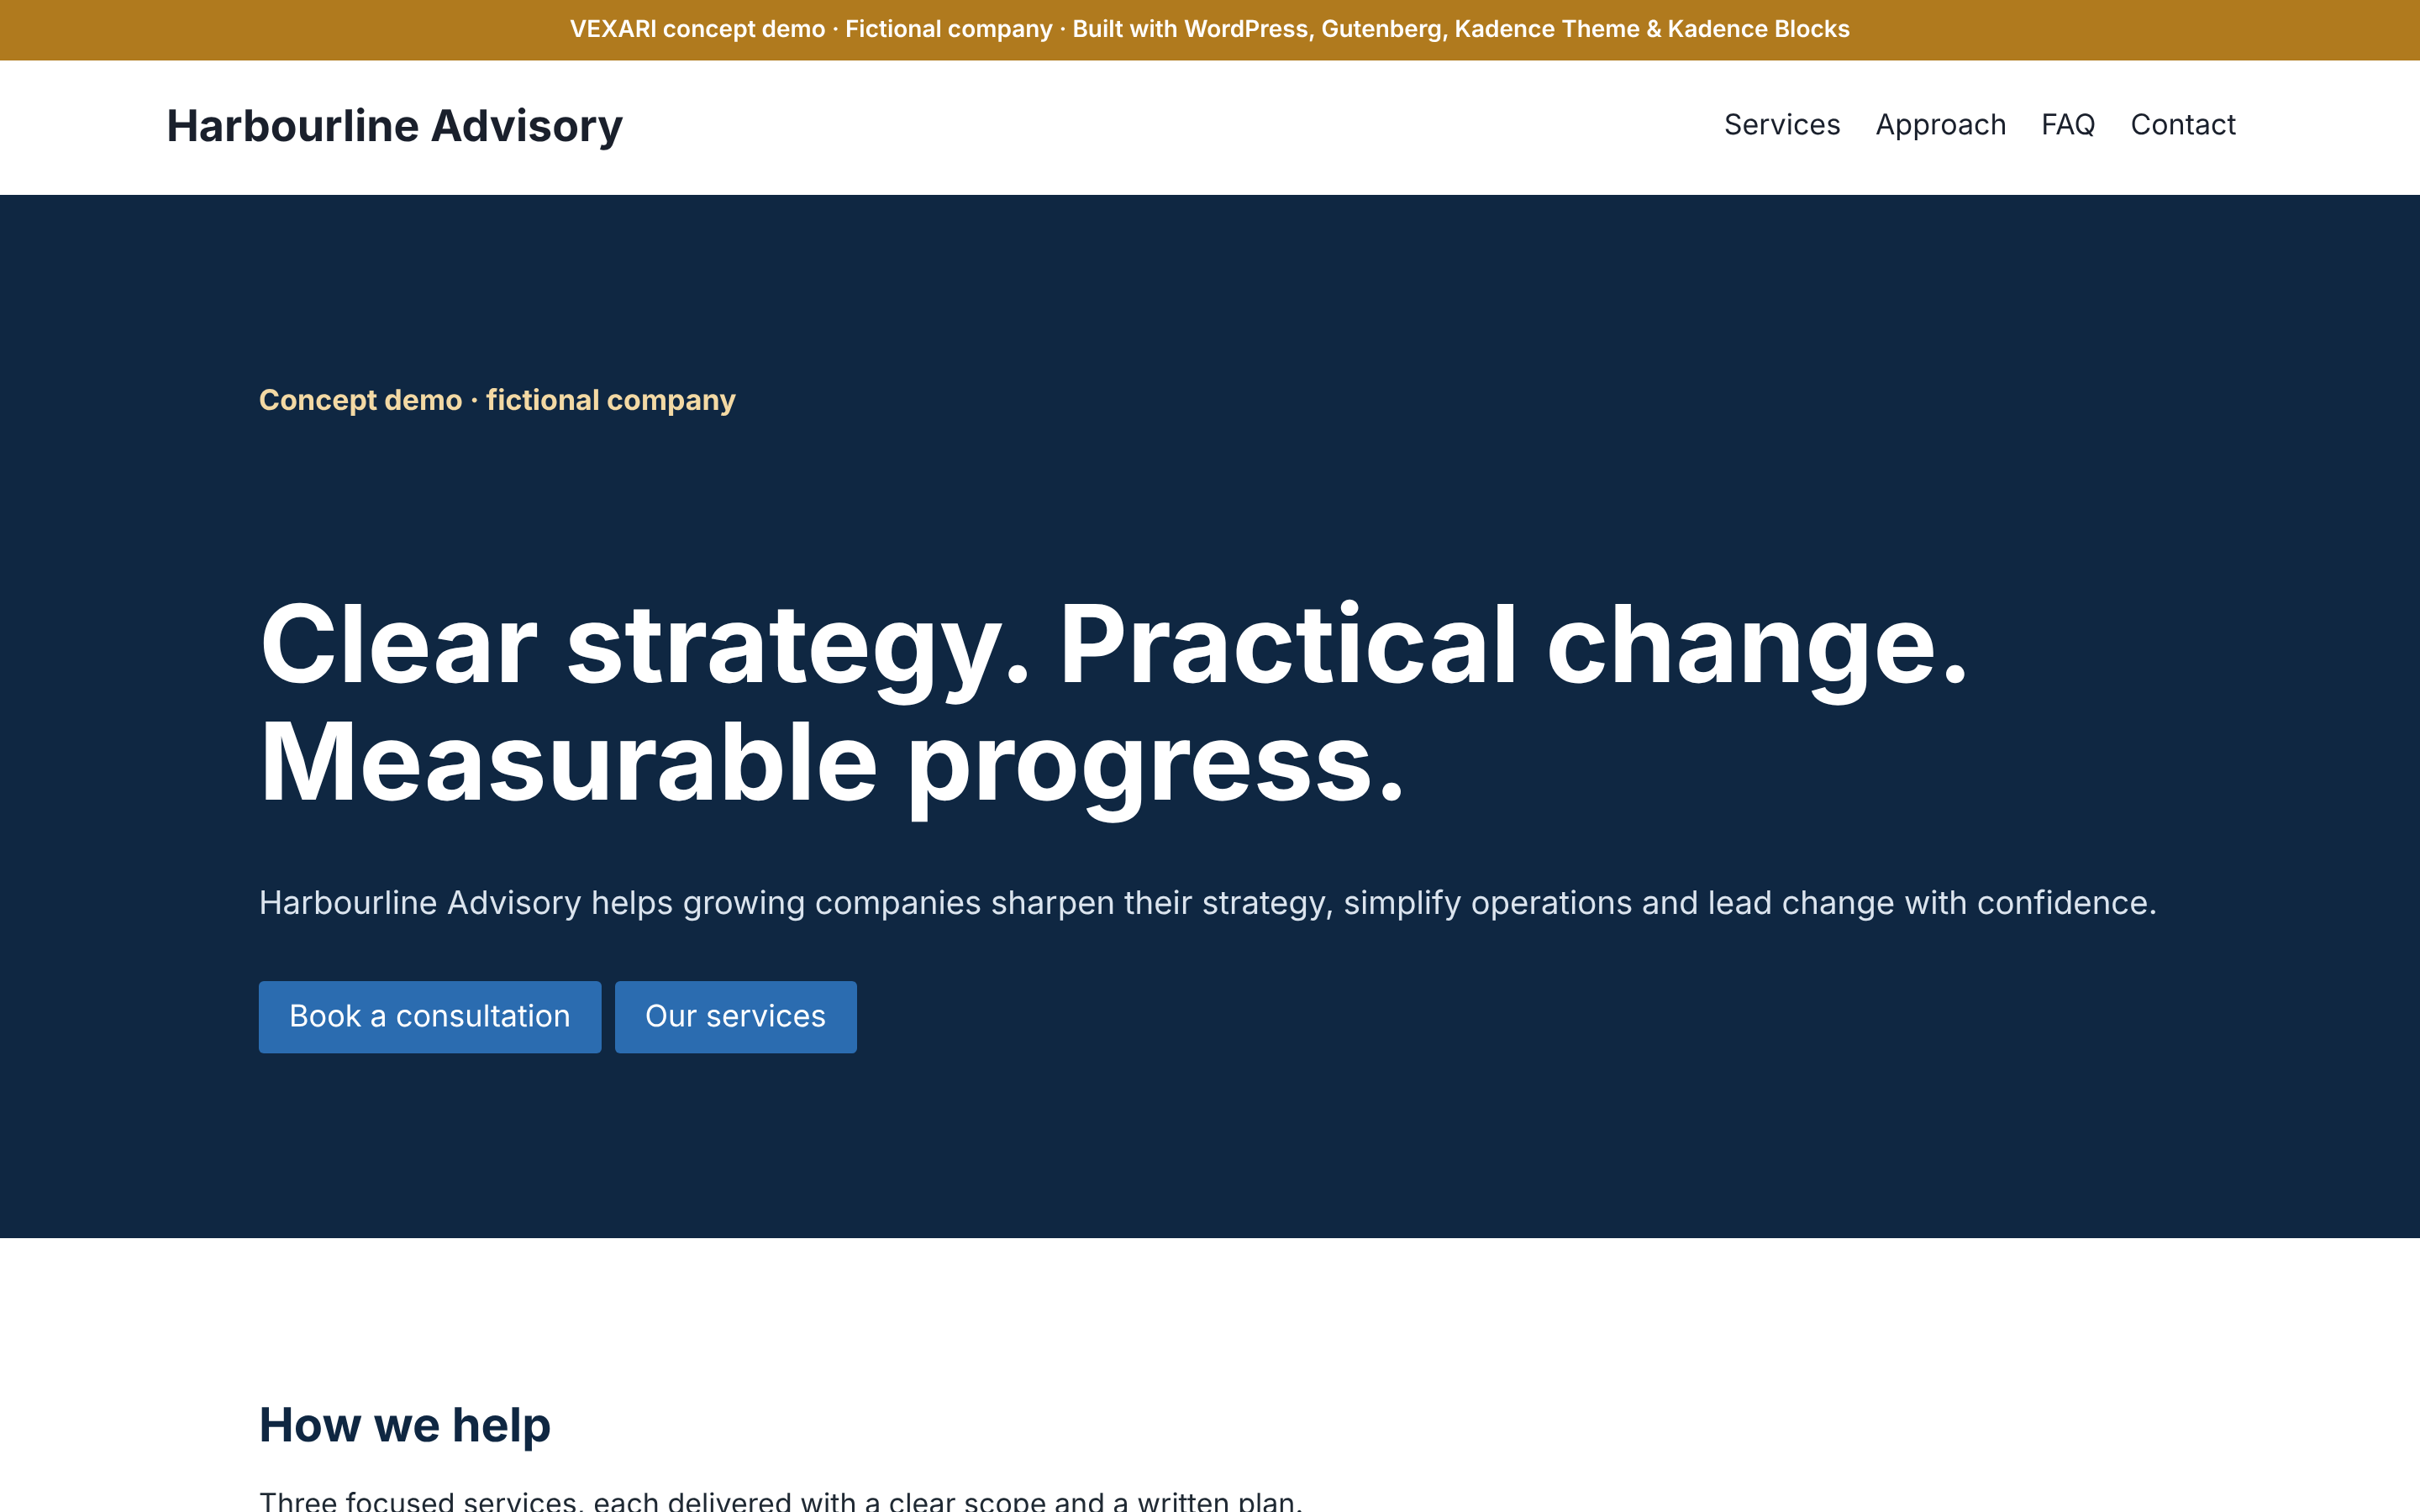 VEXARI concept demo · Fictional company · Built with WordPress, Gutenberg, Kadence Theme & Kadence Blocks
Harbourline Advisory
Services Approach FAQ Contact
Concept demo · fictional company
Clear strategy. Practical change.
Measurable progress.
Harbourline Advisory helps growing companies sharpen their strategy, simplify operations and lead change with confidence.
Book a consultation Our services
How we help
Three focused services, each delivered with a clear scope and a written plan.